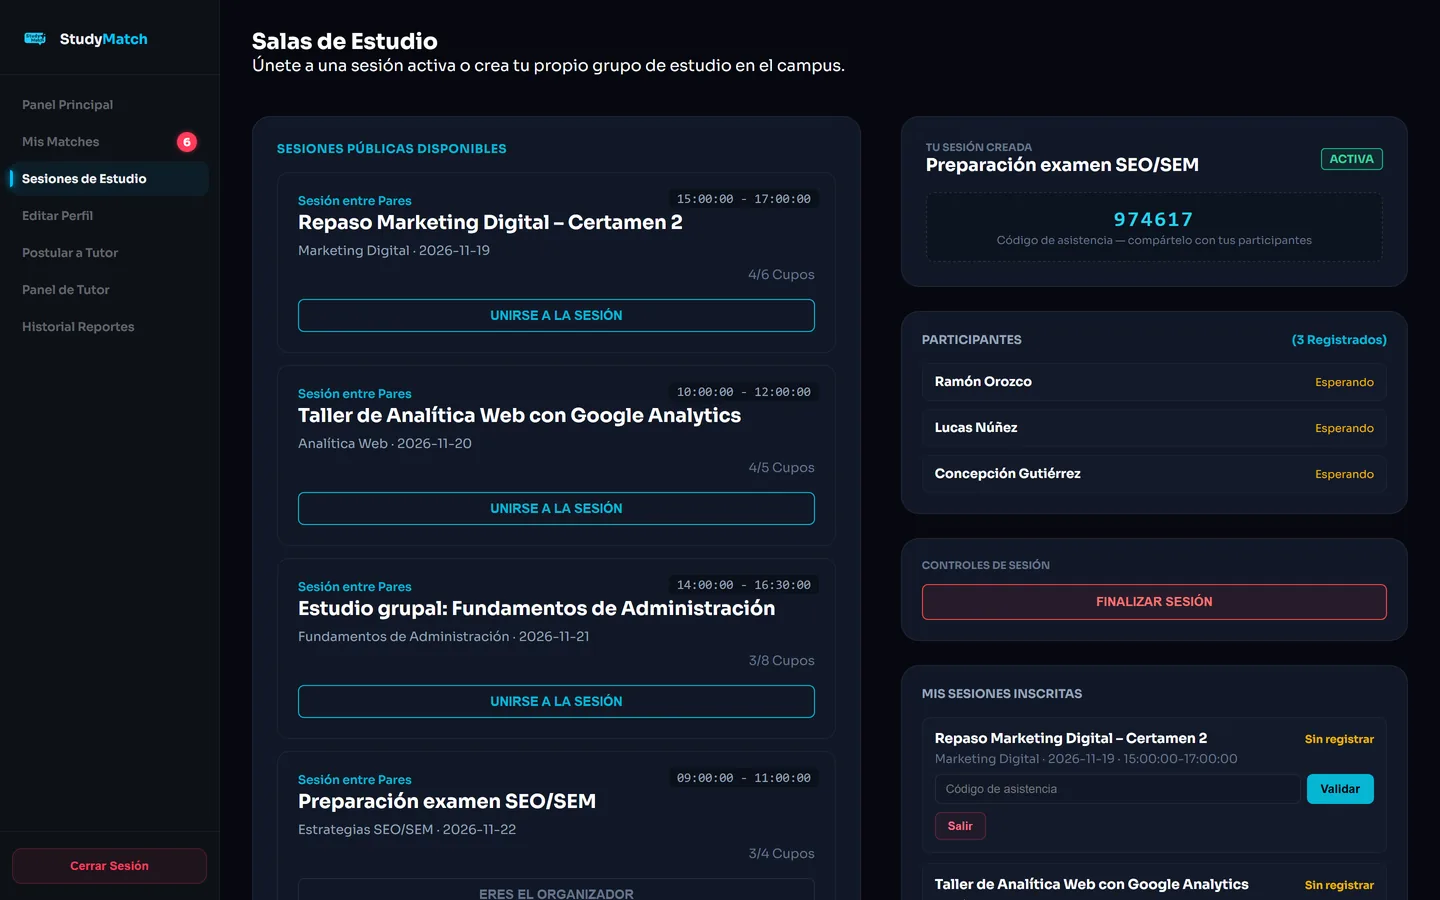 StudyMatch
Panel Principal
Mis Matches
6
Sesiones de Estudio
Editar Perfil
Postular a Tutor
Panel de Tutor
Historial Reportes
Cerrar Sesión
Salas de Estudio
Únete a una sesión activa o crea tu propio grupo de estudio en el campus.
SESIONES PÚBLICAS DISPONIBLES
Sesión entre Pares
15:00:00 - 17:00:00
Repaso Marketing Digital – Certamen 2
Marketing Digital · 2026-11-19
4/6 Cupos
UNIRSE A LA SESIÓN
Sesión entre Pares
10:00:00 - 12:00:00
Taller de Analítica Web con Google Analytics
Analítica Web · 2026-11-20
4/5 Cupos
UNIRSE A LA SESIÓN
Sesión entre Pares
14:00:00 - 16:30:00
Estudio grupal: Fundamentos de Administración
Fundamentos de Administración · 2026-11-21
3/8 Cupos
UNIRSE A LA SESIÓN
Sesión entre Pares
09:00:00 - 11:00:00
Preparación examen SEO/SEM
Estrategias SEO/SEM · 2026-11-22
3/4 Cupos
ERES EL ORGANIZADOR
TU SESIÓN CREADA
Preparación examen SEO/SEM
ACTIVA
974617
Código de asistencia — compártelo con tus participantes
PARTICIPANTES
(3 Registrados)
Ramón Orozco
Esperando
Lucas Núñez
Esperando
Concepción Gutiérrez
Esperando
CONTROLES DE SESIÓN
FINALIZAR SESIÓN
MIS SESIONES INSCRITAS
Repaso Marketing Digital – Certamen 2
Sin registrar
Marketing Digital · 2026-11-19 · 15:00:00-17:00:00
Código de asistencia
Validar
Salir
Taller de Analítica Web con Google Analytics
Sin registrar